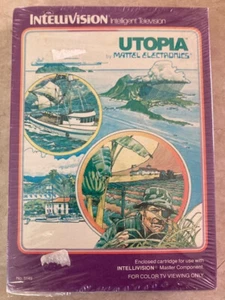 INTELLIVISION Intelligent Television
UTOPIA
by MATTEL ELECTRONICS
Enclosed cartridge for use with
INTELLIVISION Master Component
FOR COLOR TV VIEWING ONLY